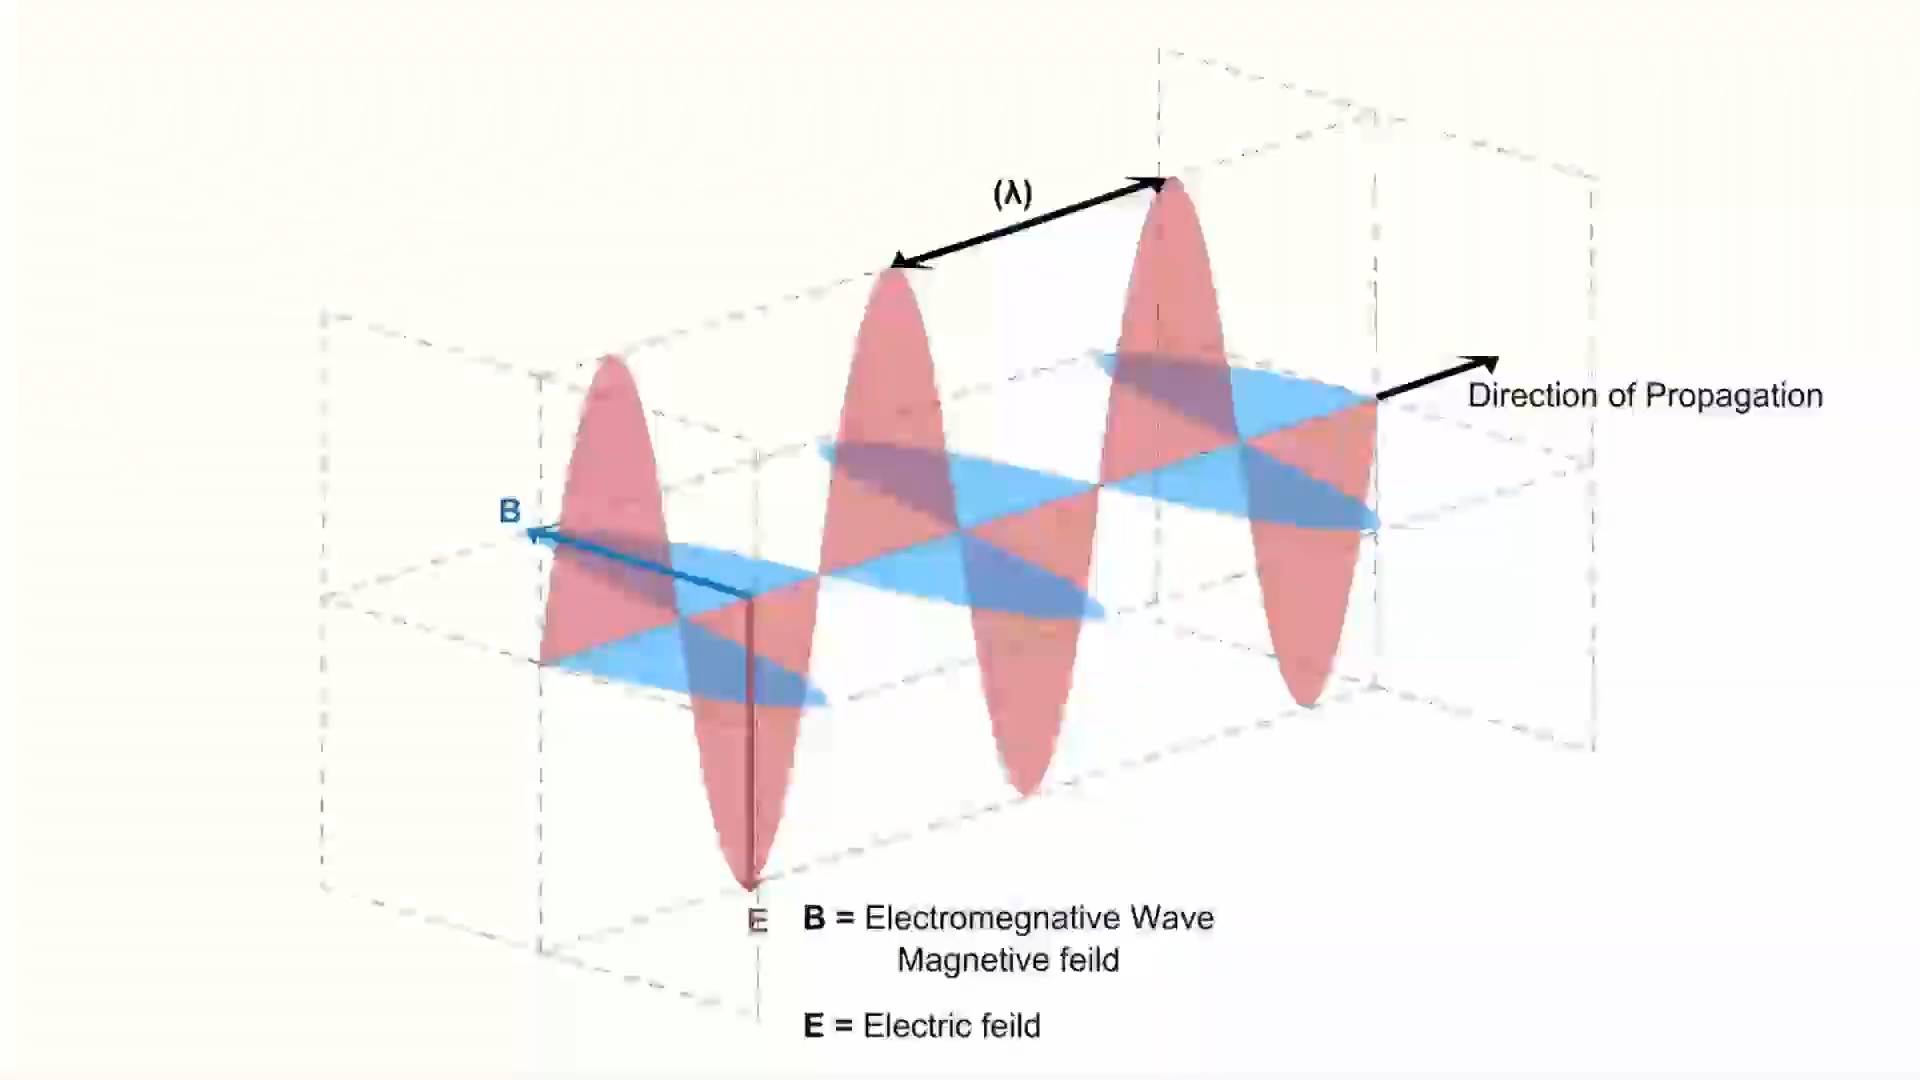 (λ)
Direction of Propagation
B
E
B = Electromegnative Wave
Magnetive feild
E = Electric feild